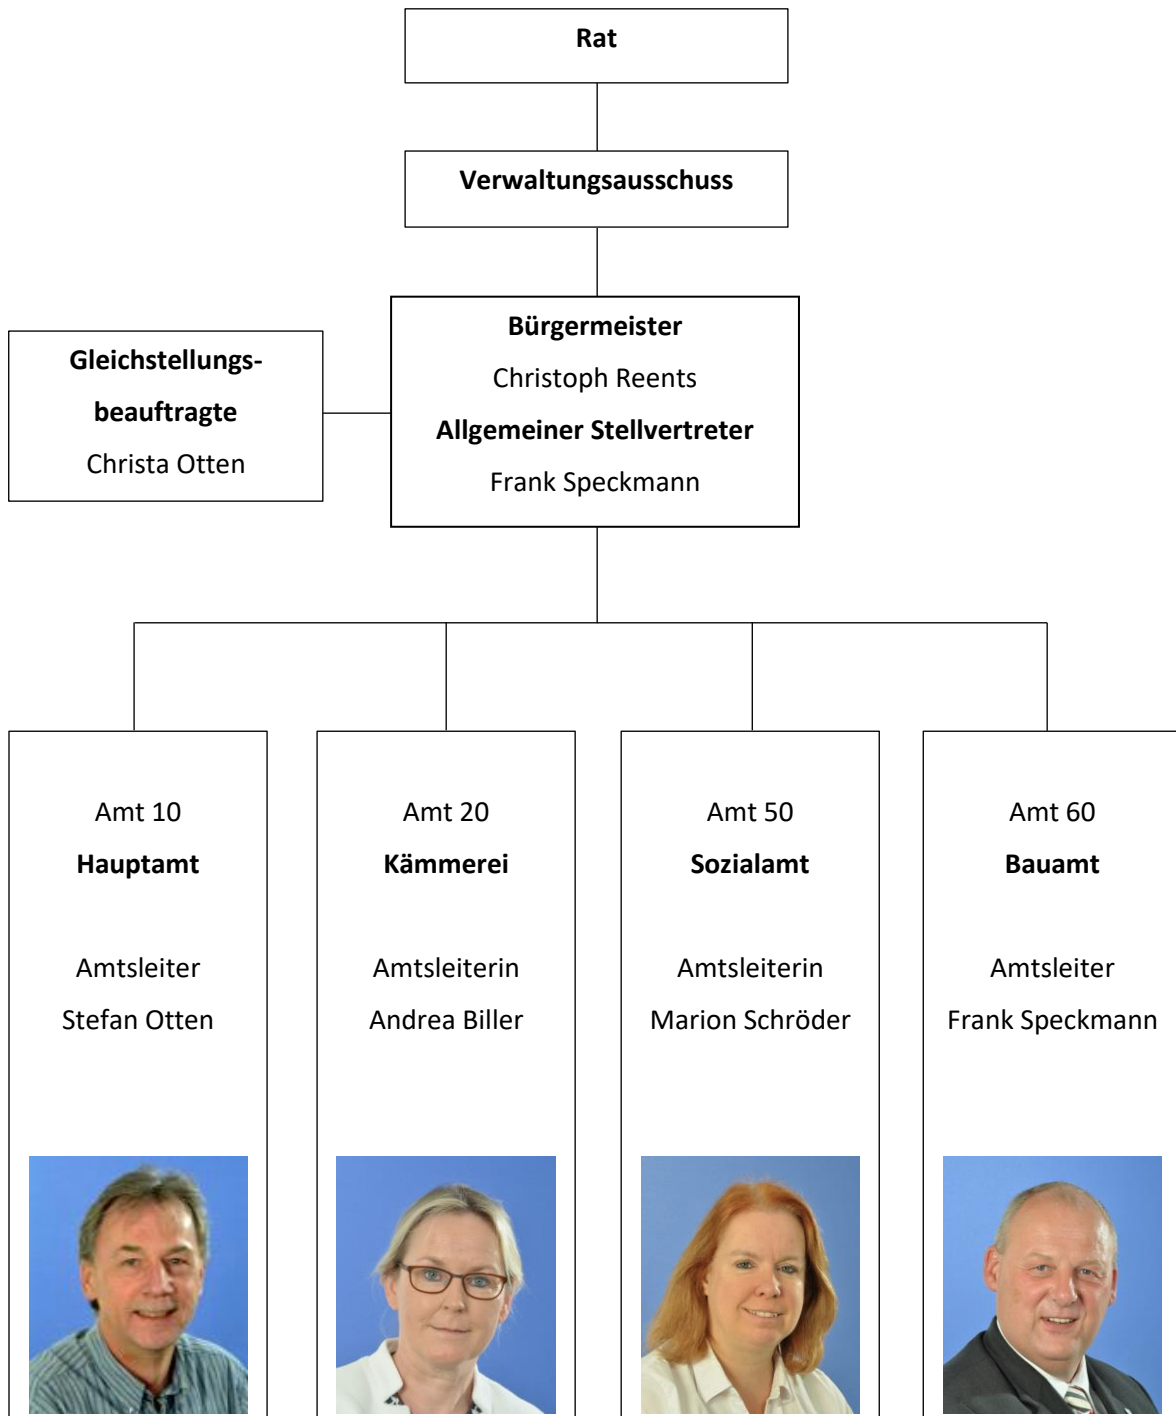 Rat
Verwaltungsausschuss
Bürgermeister
Christoph Reents
Allgemeiner Stellvertreter
Frank Speckmann
Gleichstellungs-
beauftragte
Christa Otten
Amt 10
Hauptamt
Amtsleiter
Stefan Otten
Amt 20
Kämmerei
Amtsleiterin
Andrea Biller
Amt 50
Sozialamt
Amtsleiterin
Marion Schröder
Amt 60
Bauamt
Amtsleiter
Frank Speckmann